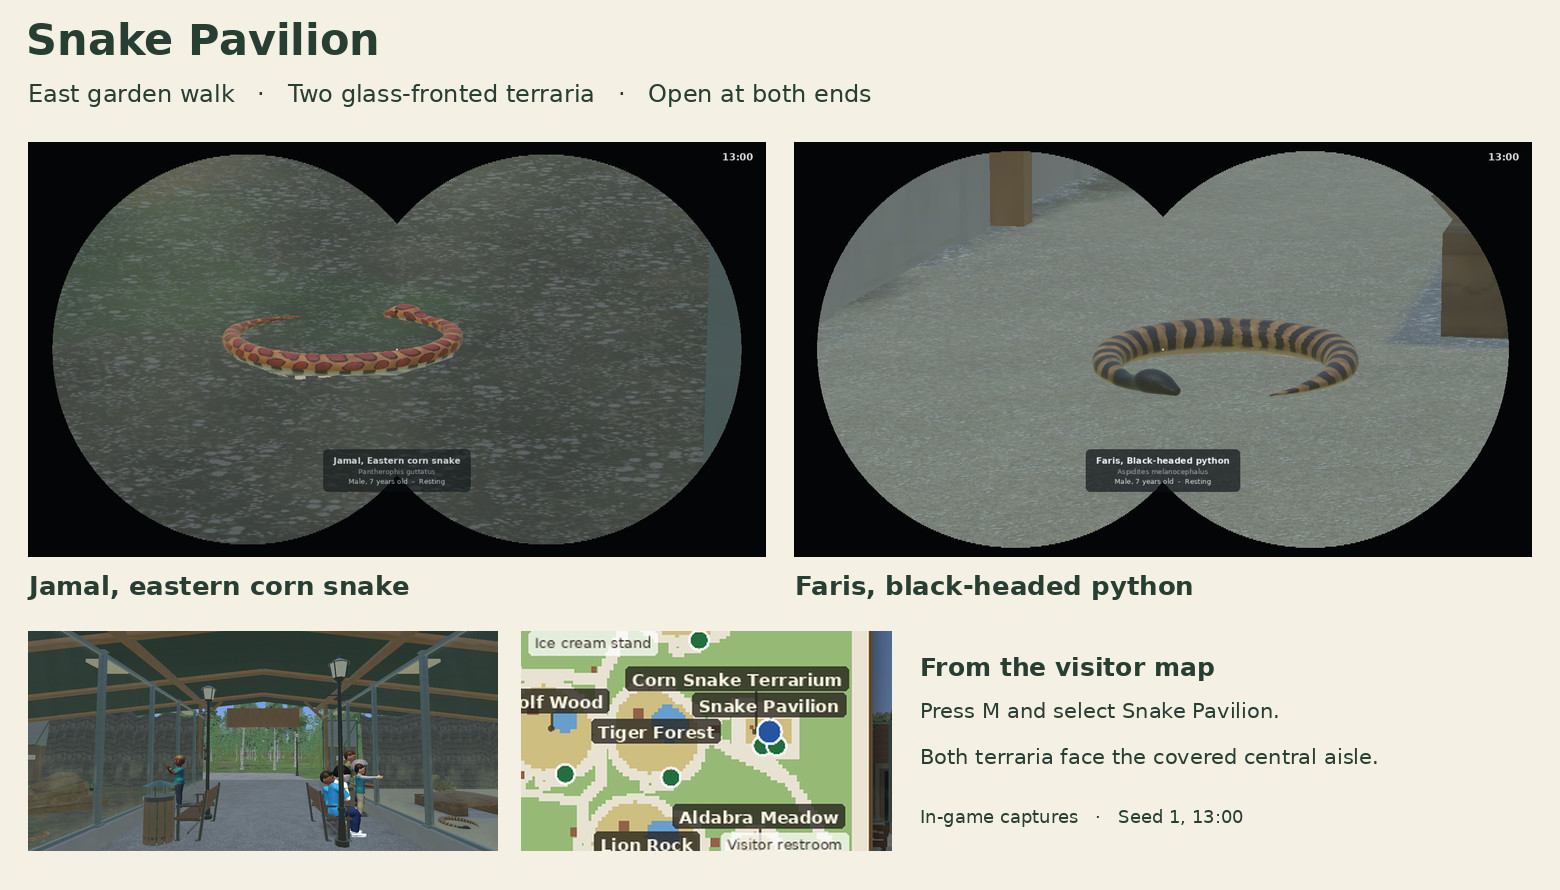 Snake Pavilion
East garden walk · Two glass-fronted terraria · Open at both ends
13:00
Jamal, Eastern corn snake
Pantherophis guttatus
Male, 7 years old - Resting
13:00
Faris, Black-headed python
Aspidites melanocephalus
Male, 7 years old - Resting
Jamal, eastern corn snake
Faris, black-headed python
Ice cream stand
Corn Snake Terrarium
olf Wood
Snake Pavilion
Tiger Forest
Aldabra Meadow
Lion Rock
Visitor restroom
From the visitor map
Press M and select Snake Pavilion.
Both terraria face the covered central aisle.
In-game captures · Seed 1, 13:00